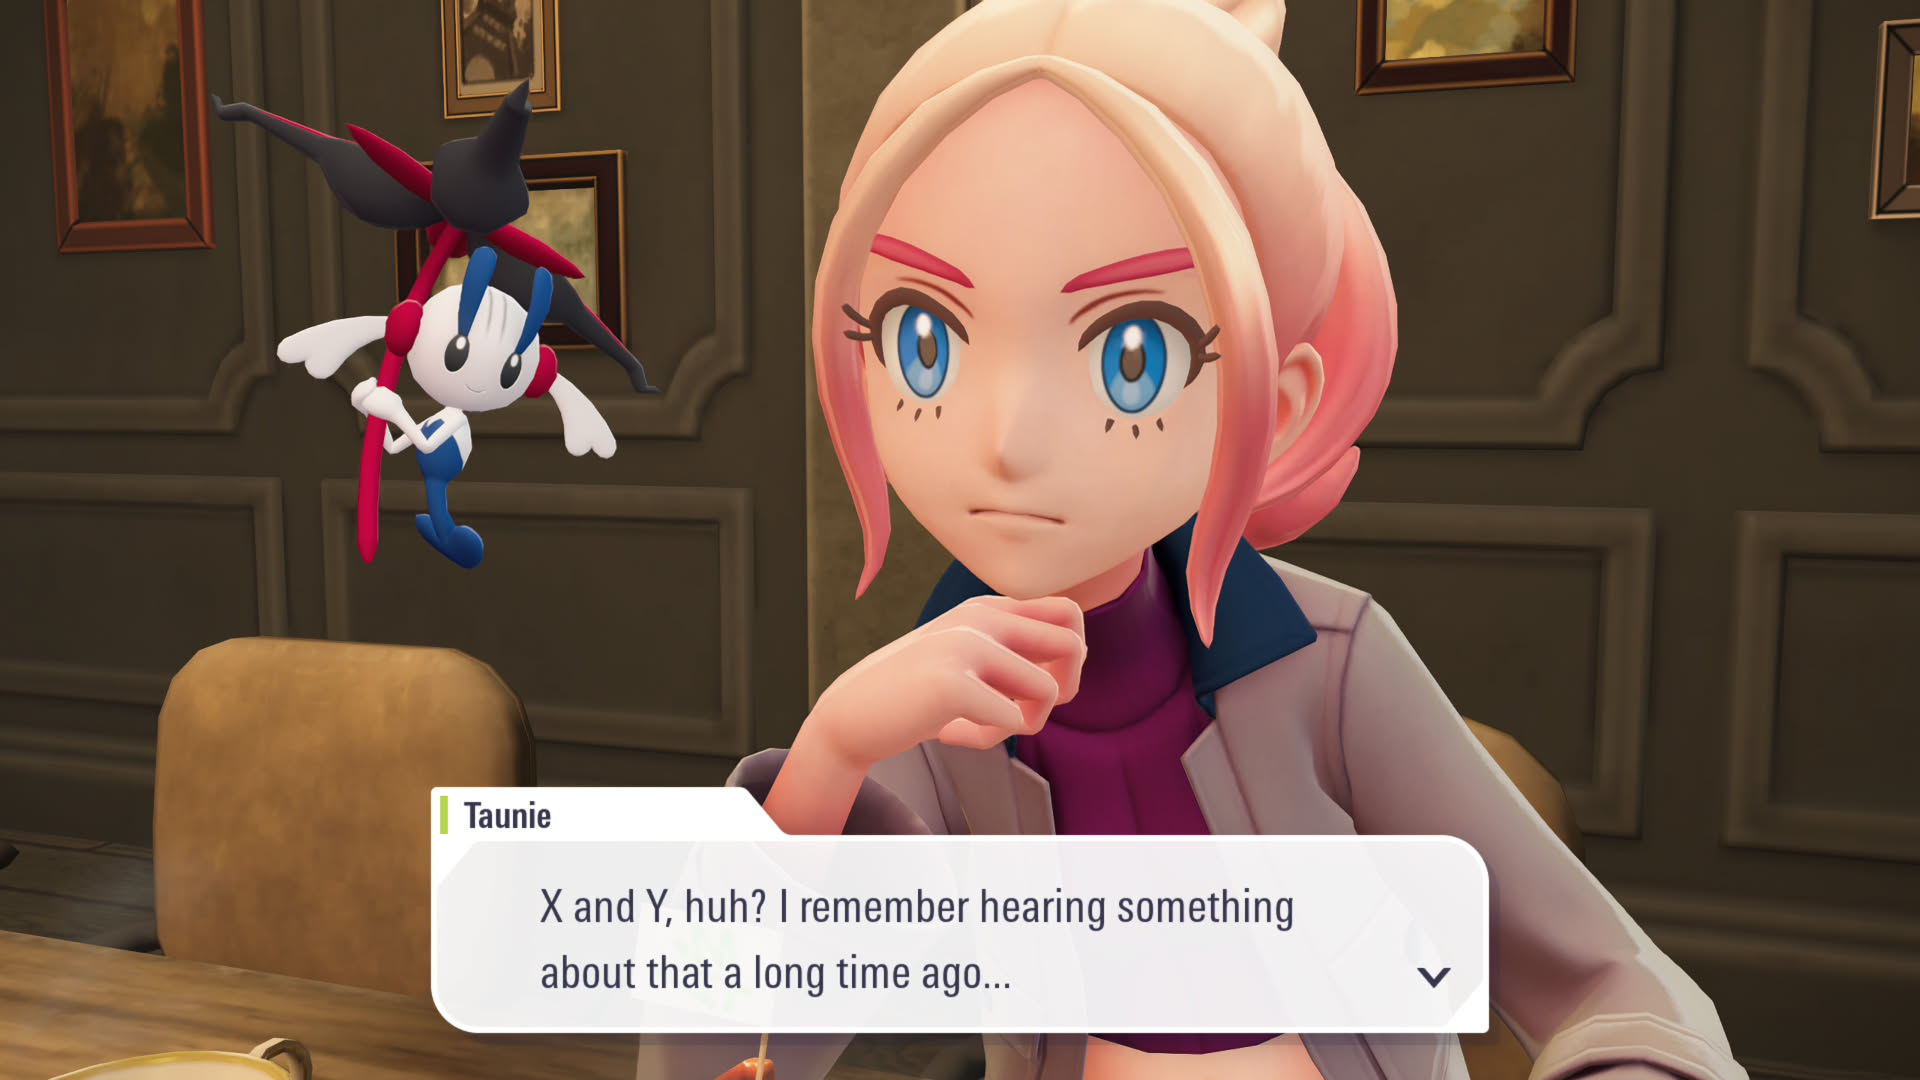 Taunie
X and Y, huh? I remember hearing something
about that a long time ago...